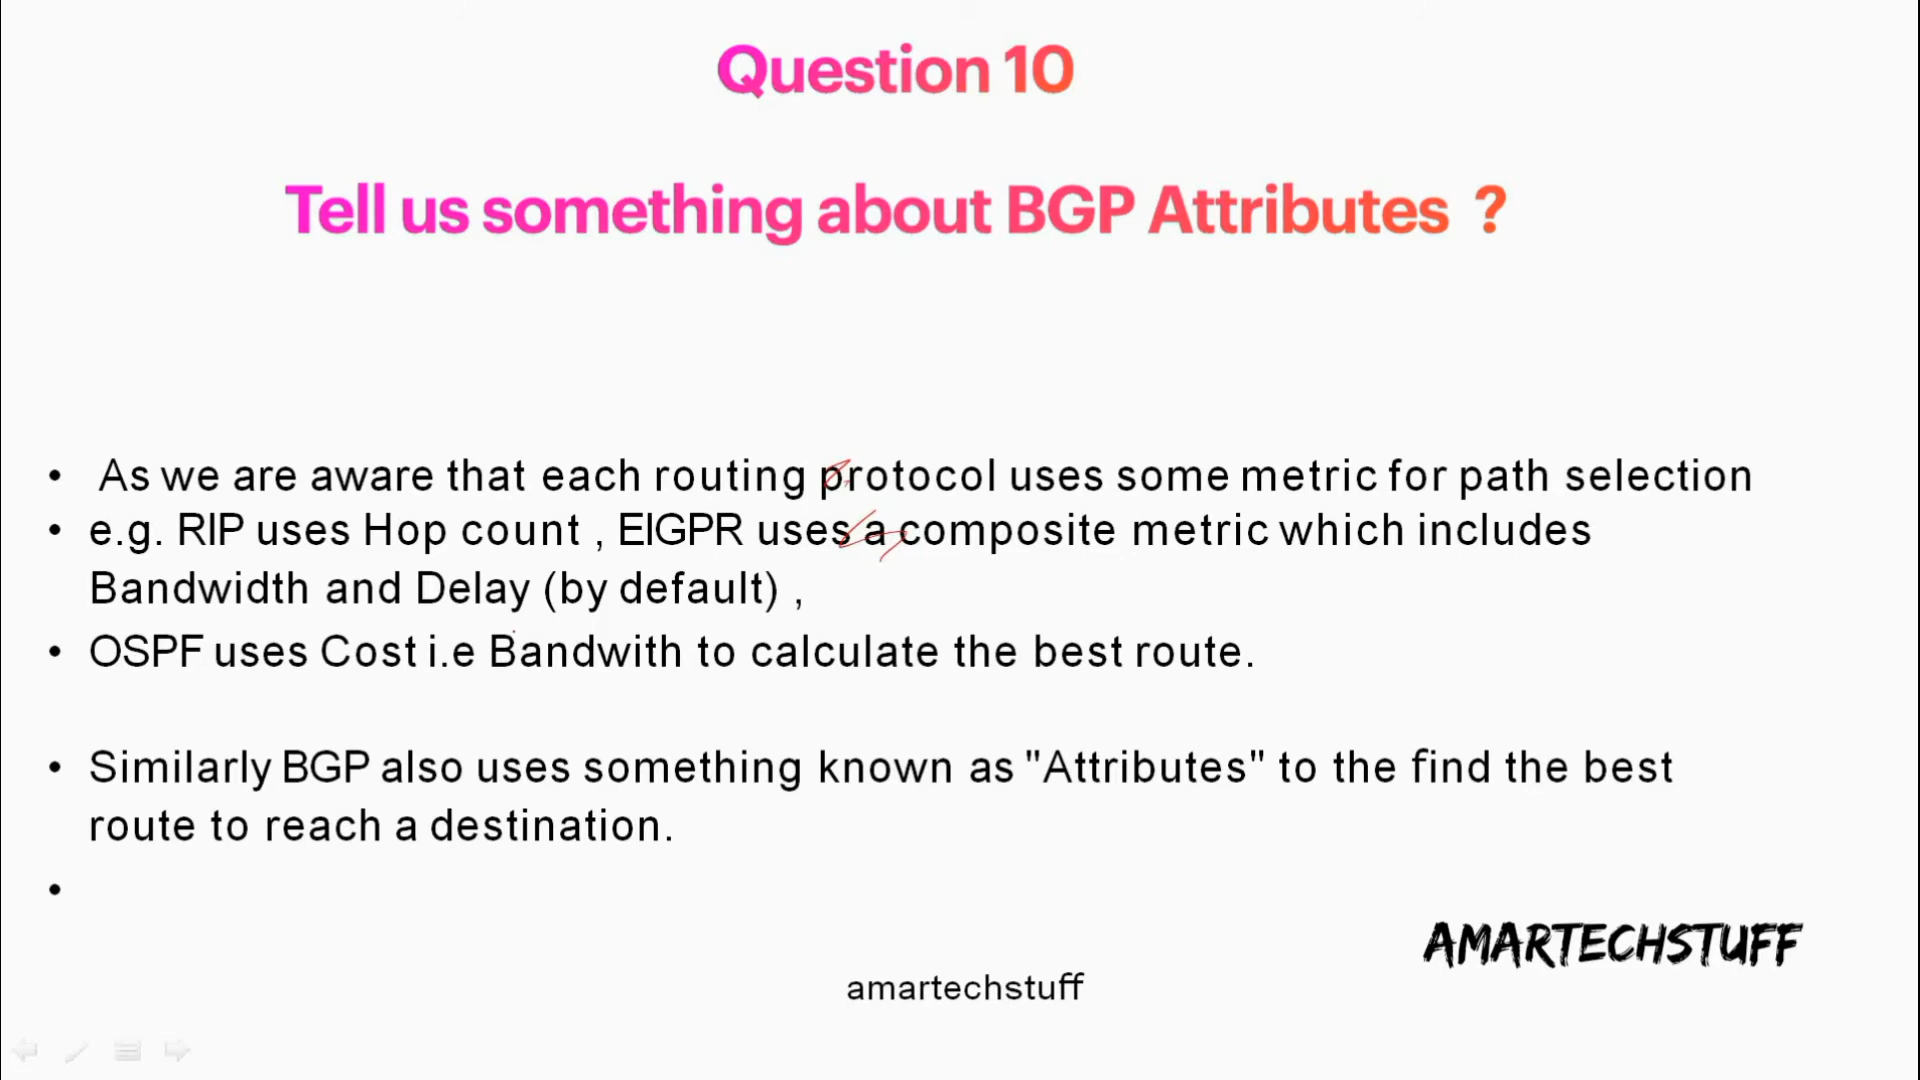 Question 10
Tell us something about BGP Attributes ?
• As we are aware that each routing protocol uses some metric for path selection
• e.g. RIP uses Hop count , EIGPR uses a composite metric which includes
Bandwidth and Delay (by default) ,
• OSPF uses Cost i.e Bandwith to calculate the best route.
• Similarly BGP also uses something known as "Attributes" to the find the best
route to reach a destination.
•
AMARTECHSTUFF
amartechstuff